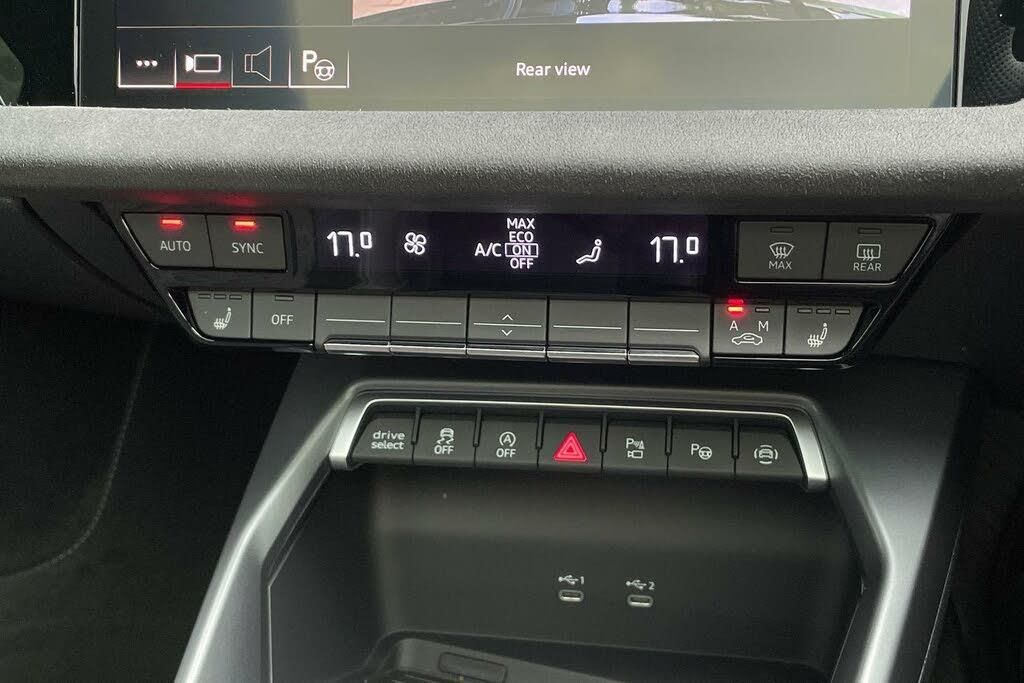 P
Rear view
AUTO SYNC
17.0 A/C MAX ECO ON OFF 17.0
MAX REAR
OFF
A M
drive select OFF A OFF P P
1 2